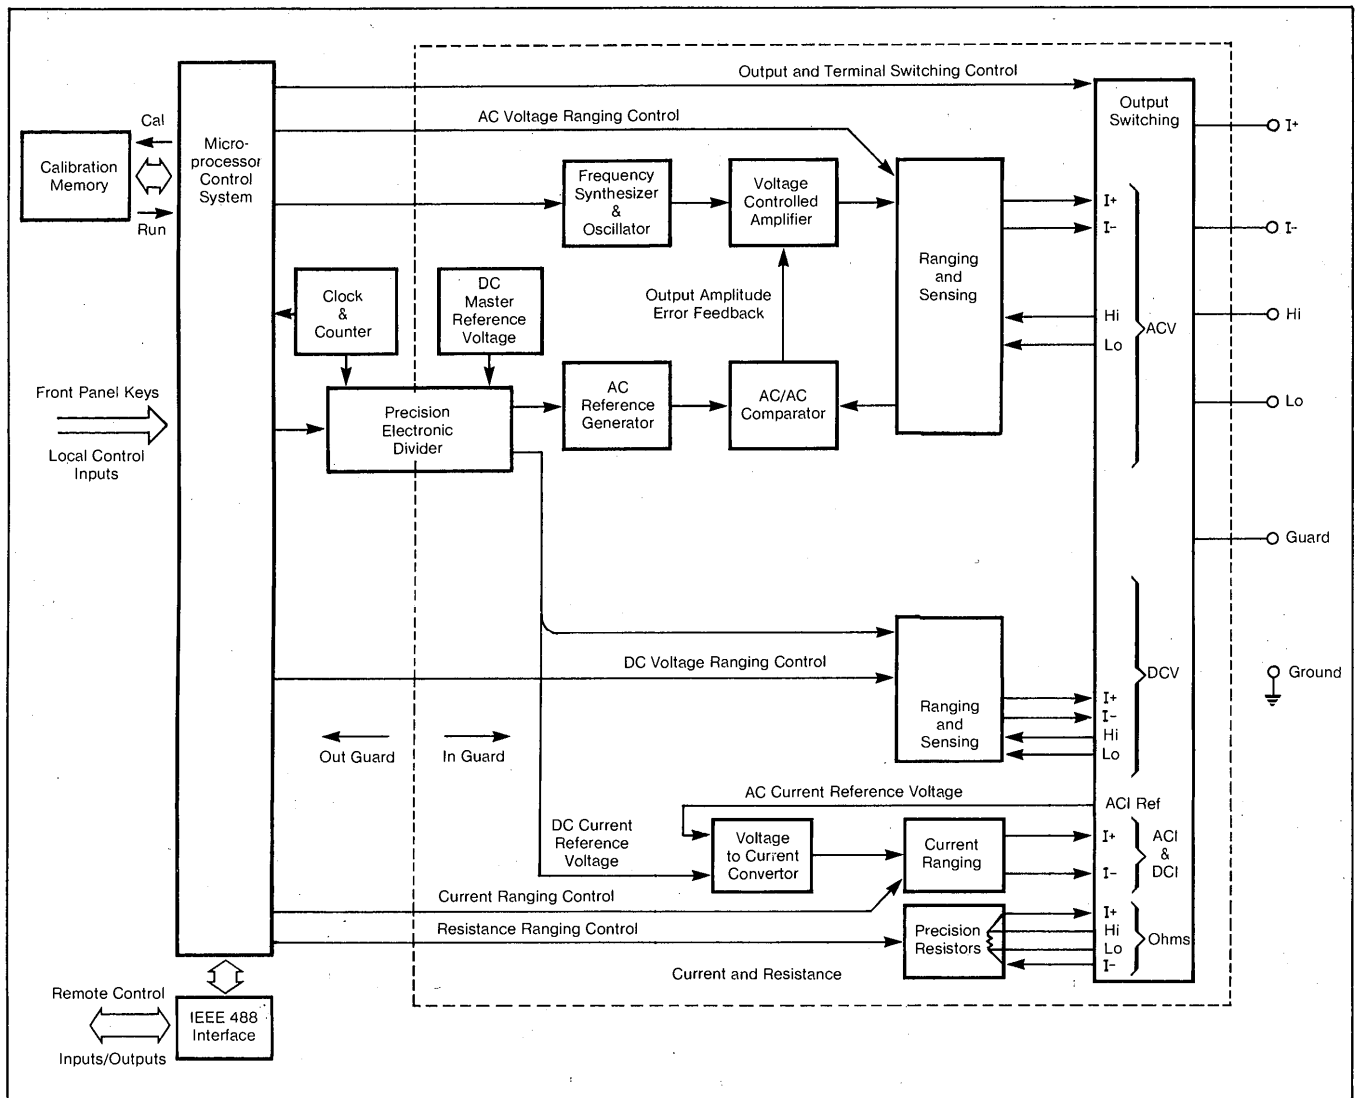 Output and Terminal Switching Control
AC Voltage Ranging Control
Output
Switching
Cal
Calibration
Memory
Run
Micro-
processor
Control
System
Frequency
Synthesizer
&
Oscillator
Voltage
Controlled
Amplifier
Ranging
and
Sensing
I+
I-
Hi
Lo
ACV
I+
I-
Hi
Lo
Guard
Ground
Clock
&
Counter
DC
Master
Reference
Voltage
Output Amplitude
Error Feedback
Front Panel Keys
Local Control
Inputs
Precision
Electronic
Divider
AC
Reference
Generator
AC/AC
Comparator
DC Voltage Ranging Control
Ranging
and
Sensing
I+
I-
Hi
Lo
DCV
Out Guard
In Guard
AC Current Reference Voltage
ACI Ref
DC Current
Reference
Voltage
Voltage
to Current
Convertor
Current
Ranging
I+
I-
ACI
&
DCI
Current Ranging Control
Resistance Ranging Control
Precision
Resistors
I+
Hi
Lo
I-
Ohms
Current and Resistance
Remote Control
Inputs/Outputs
IEEE 488
Interface